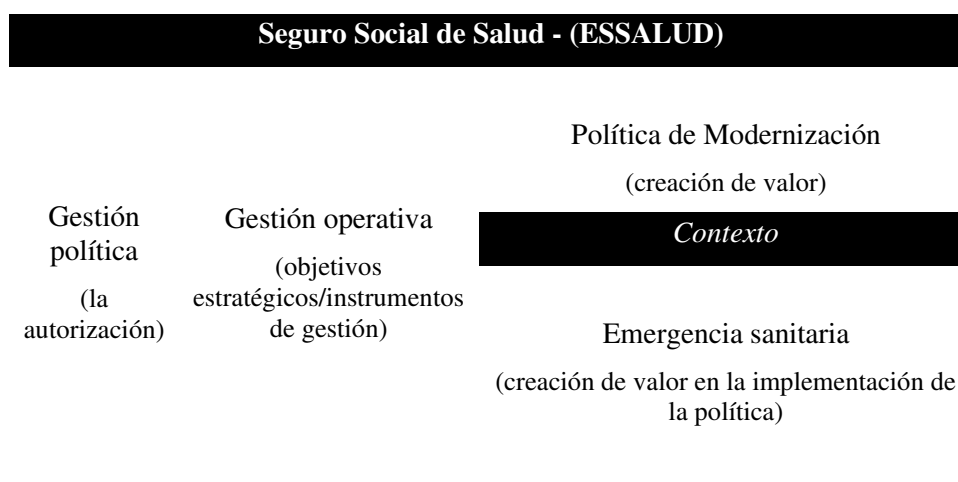 Seguro Social de Salud - (ESSALUD)
Gestión
política
(la
autorización)
Gestión operativa
(objetivos
estratégicos/instrumentos
de gestión)
Política de Modernización
(creación de valor)
Contexto
Emergencia sanitaria
(creación de valor en la implementación de
la política)